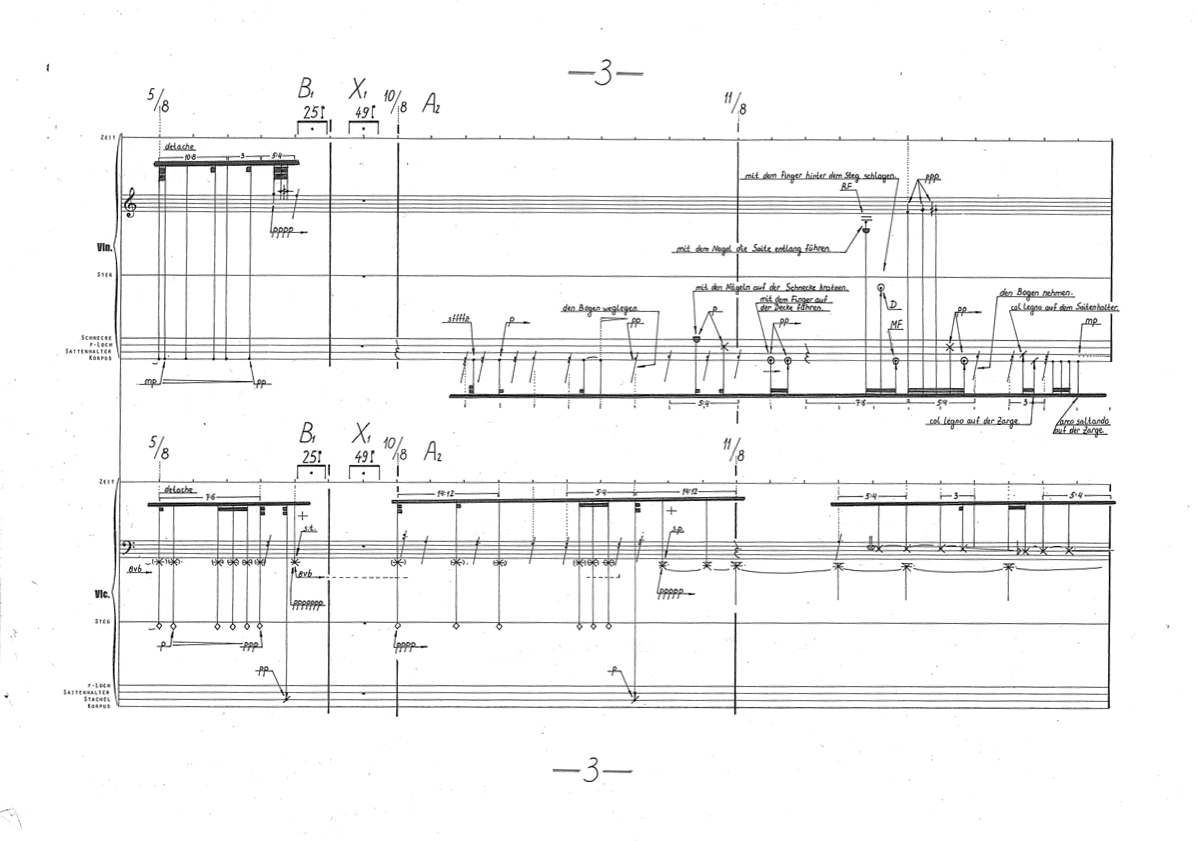 —3—
5/8
B1
25
X1
49
10/8
A2
11/8
ZEIT
detache
10:8
3
5:4
mit dem Finger hinter dem Steg schlagen.
BF
ppp
pppp
Vln.
mit dem Nagel die Saite entlang führen.
STEG
mit den Nägeln auf der Schnecke kratzen.
den Bogen nehmen.
mit dem Finger auf
der Decke führen.
D
col legno auf dem Saitenhalter.
den Bogen weglegen.
p
sffffz
p
pp
pp
MF
pp
mp
SCHNECKE
F-LOCH
SAITENHALTER
KORPUS
mp
pp
5:4
7:6
5:4
3
col legno auf der Zarge
arco saltando
auf der Zarge
5/8
B1
25
X1
49
10/8
A2
11/8
ZEIT
detache
7:6
14:12
5:4
14:12
5:4
3
5:4
s.t.
s.p.
8vb
8vb
ppppppp
ppppp
Vlc.
STEG
p
ppp
pppp
pp
p
F-LOCH
SAITENHALTER
STACHEL
KORPUS
—3—